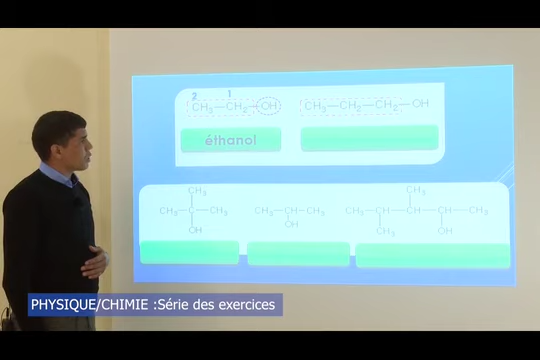 2 1
CH₃—CH₂—OH CH₃—CH₂—CH₂—OH
éthanol
CH₃ CH₃
CH₃—C—CH₃ CH₃—CH—CH₃ CH₃—CH—CH—CH—CH₃
OH OH CH₃ OH
PHYSIQUE/CHIMIE :Série des exercices